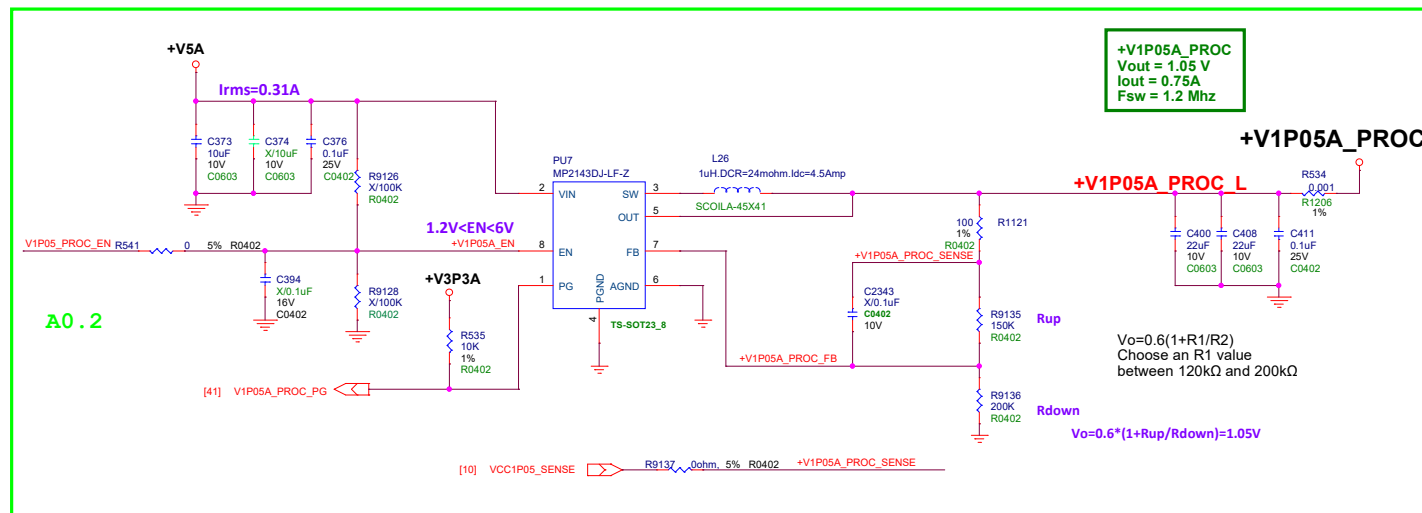 +V5A
Irms=0.31A
C373
10uF
10V
C0603
C374
X/10uF
10V
C0603
C376
0.1uF
25V
C0402
R9126
X/100K
R0402
V1P05_PROC_EN
R541
0
5%
R0402
1.2V<EN<6V
+V1P05A_EN
C394
X/0.1uF
16V
C0402
R9128
X/100K
R0402
A0.2
+V3P3A
R535
10K
1%
R0402
[41] V1P05A_PROC_PG
PU7
MP2143DJ-LF-Z
2
VIN
SW
3
OUT
5
8
EN
FB
7
1
PG
PGND
AGND
6
4
TS-SOT23_8
L26
1uH.DCR=24mohm.Idc=4.5Amp
SCOILA-45X41
+V1P05A_PROC
Vout = 1.05 V
Iout = 0.75A
Fsw = 1.2 Mhz
+V1P05A_PROC
+V1P05A_PROC_L
R534
0.001
R1206
1%
100
1%
R0402
R1121
+V1P05A_PROC_SENSE
C400
22uF
10V
C0603
C408
22uF
10V
C0603
C411
0.1uF
25V
C0402
C2343
X/0.1uF
C0402
10V
R9135
150K
R0402
Rup
+V1P05A_PROC_FB
Vo=0.6(1+R1/R2)
Choose an R1 value
between 120kΩ and 200kΩ
R9136
200K
R0402
Rdown
Vo=0.6*(1+Rup/Rdown)=1.05V
[10] VCC1P05_SENSE
R9137
0ohm, 5% R0402
+V1P05A_PROC_SENSE